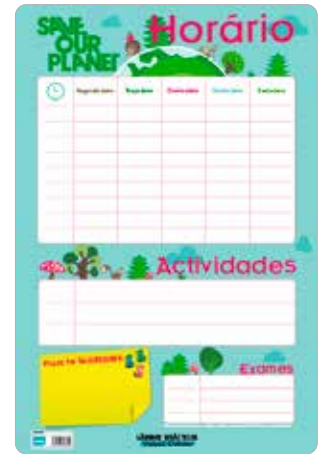 SAVE
OUR
PLANET
Horário
Segunda-feira Terça-feira Quarta-feira Quinta-feira Sexta-feira
Actividades
Exames